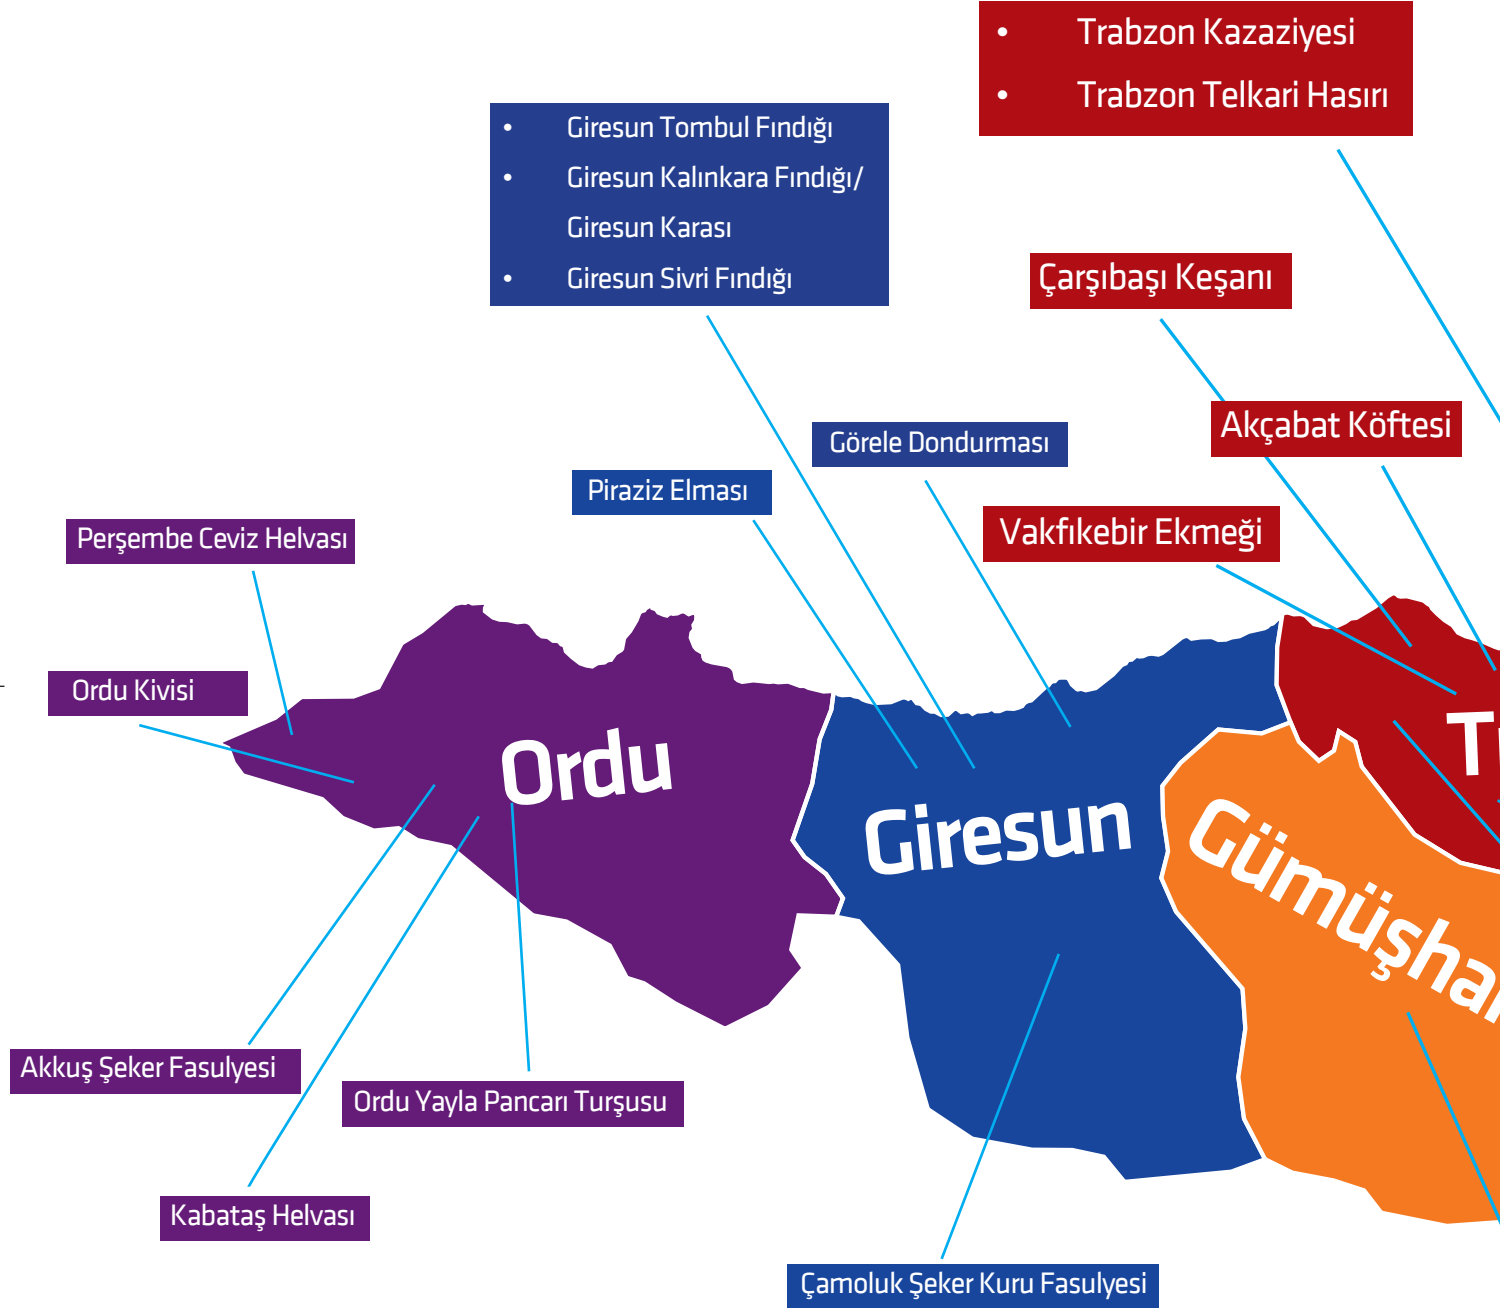 • Trabzon Kazaziyesi
• Trabzon Telkari Hasırı
• Giresun Tombul Fındığı
• Giresun Kalınkara Fındığı/
Giresun Karası
• Giresun Sivri Fındığı
Çarşıbaşı Keşanı
Akçabat Köftesi
Görele Dondurması
Piraziz Elması
Vakfıkebir Ekmeği
Perşembe Ceviz Helvası
Ordu Kivisi
Ordu
T
Giresun
Gümüşha
Akkuş Şeker Fasulyesi
Ordu Yayla Pancarı Turşusu
Kabataş Helvası
Çamoluk Şeker Kuru Fasulyesi